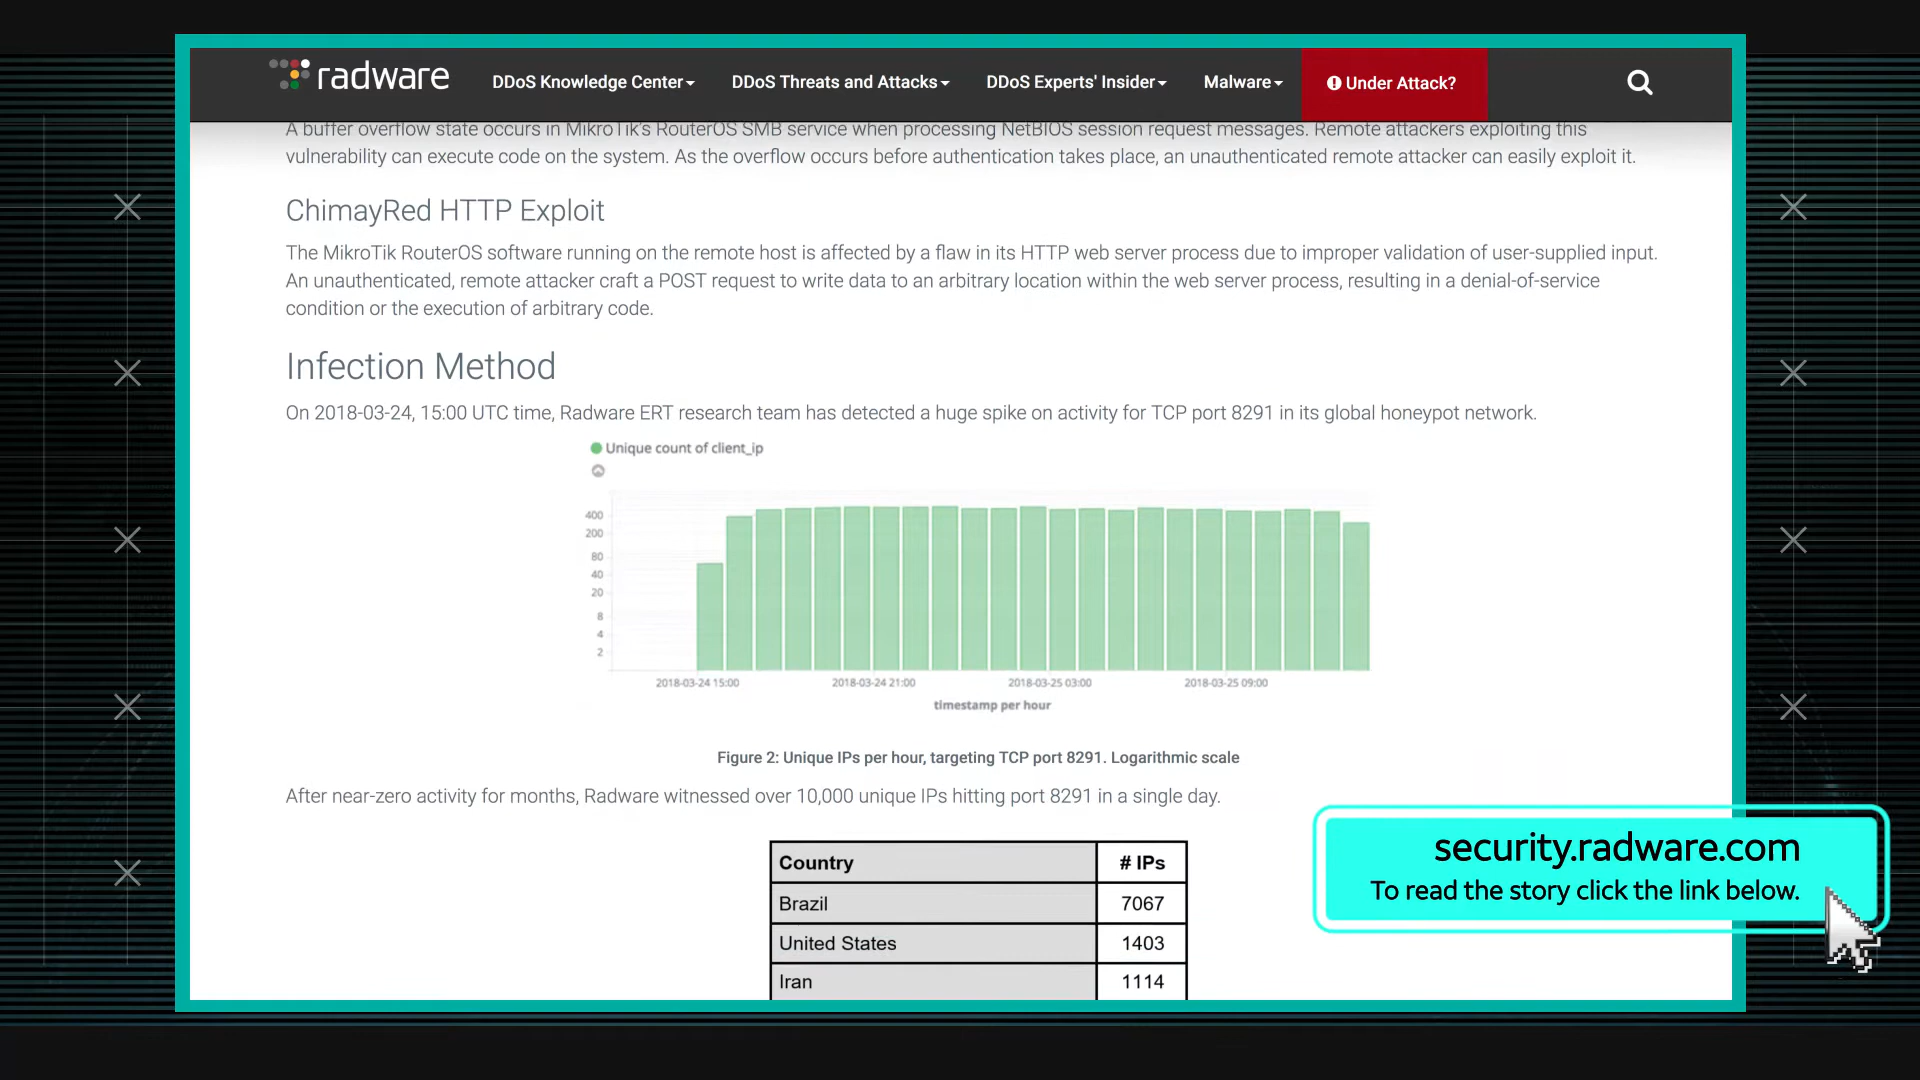 radware
DDoS Knowledge Center
DDoS Threats and Attacks
DDoS Experts' Insider
Malware
Under Attack?
A buffer overflow state occurs in MikroTik's RouterOS SMB service when processing NetBIOS session request messages. Remote attackers exploiting this
vulnerability can execute code on the system. As the overflow occurs before authentication takes place, an unauthenticated remote attacker can easily exploit it.
ChimayRed HTTP Exploit
The MikroTik RouterOS software running on the remote host is affected by a flaw in its HTTP web server process due to improper validation of user-supplied input.
An unauthenticated, remote attacker craft a POST request to write data to an arbitrary location within the web server process, resulting in a denial-of-service
condition or the execution of arbitrary code.
Infection Method
On 2018-03-24, 15:00 UTC time, Radware ERT research team has detected a huge spike on activity for TCP port 8291 in its global honeypot network.
Unique count of client_ip
400
200
80
40
20
8
4
2
2018-03-24 15:00
2018-03-24 21:00
2018-03-25 03:00
2018-03-25 09:00
timestamp per hour
Figure 2: Unique IPs per hour, targeting TCP port 8291. Logarithmic scale
After near-zero activity for months, Radware witnessed over 10,000 unique IPs hitting port 8291 in a single day.
Country # IPs
Brazil 7067
United States 1403
Iran 1114
security.radware.com
To read the story click the link below.